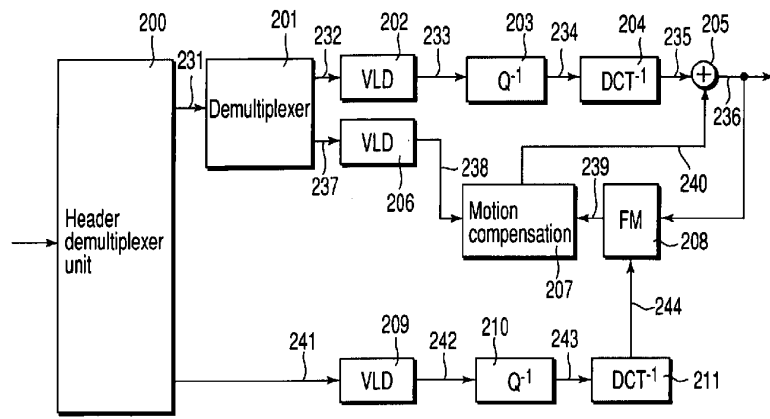 200
231
201
232
202
233
203
234
204
235
205
Demultiplexer
VLD
Q-1
DCT-1
+
236
VLD
237
206
238
240
239
Header
demultiplexer
unit
Motion
compensation
FM
208
207
244
241
209
242
210
243
VLD
Q-1
DCT-1
211